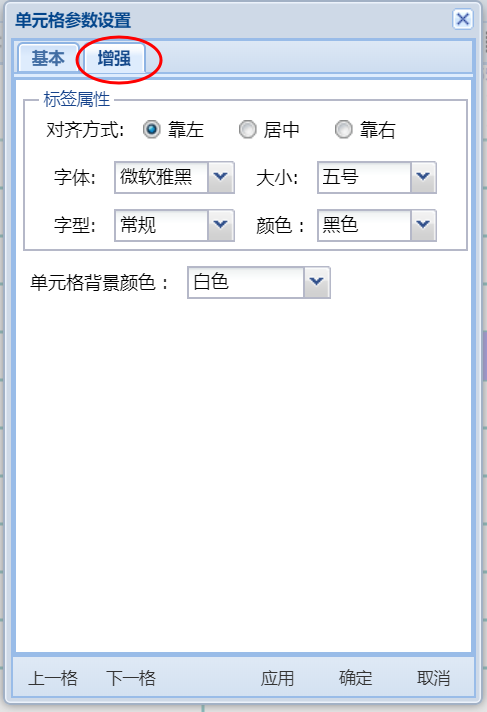 单元格参数设置
基本 增强
标签属性
对齐方式: 靠左 居中 靠右
字体: 微软雅黑 大小: 五号
字型: 常规 颜色： 黑色
单元格背景颜色： 白色
上一格 下一格 应用 确定 取消